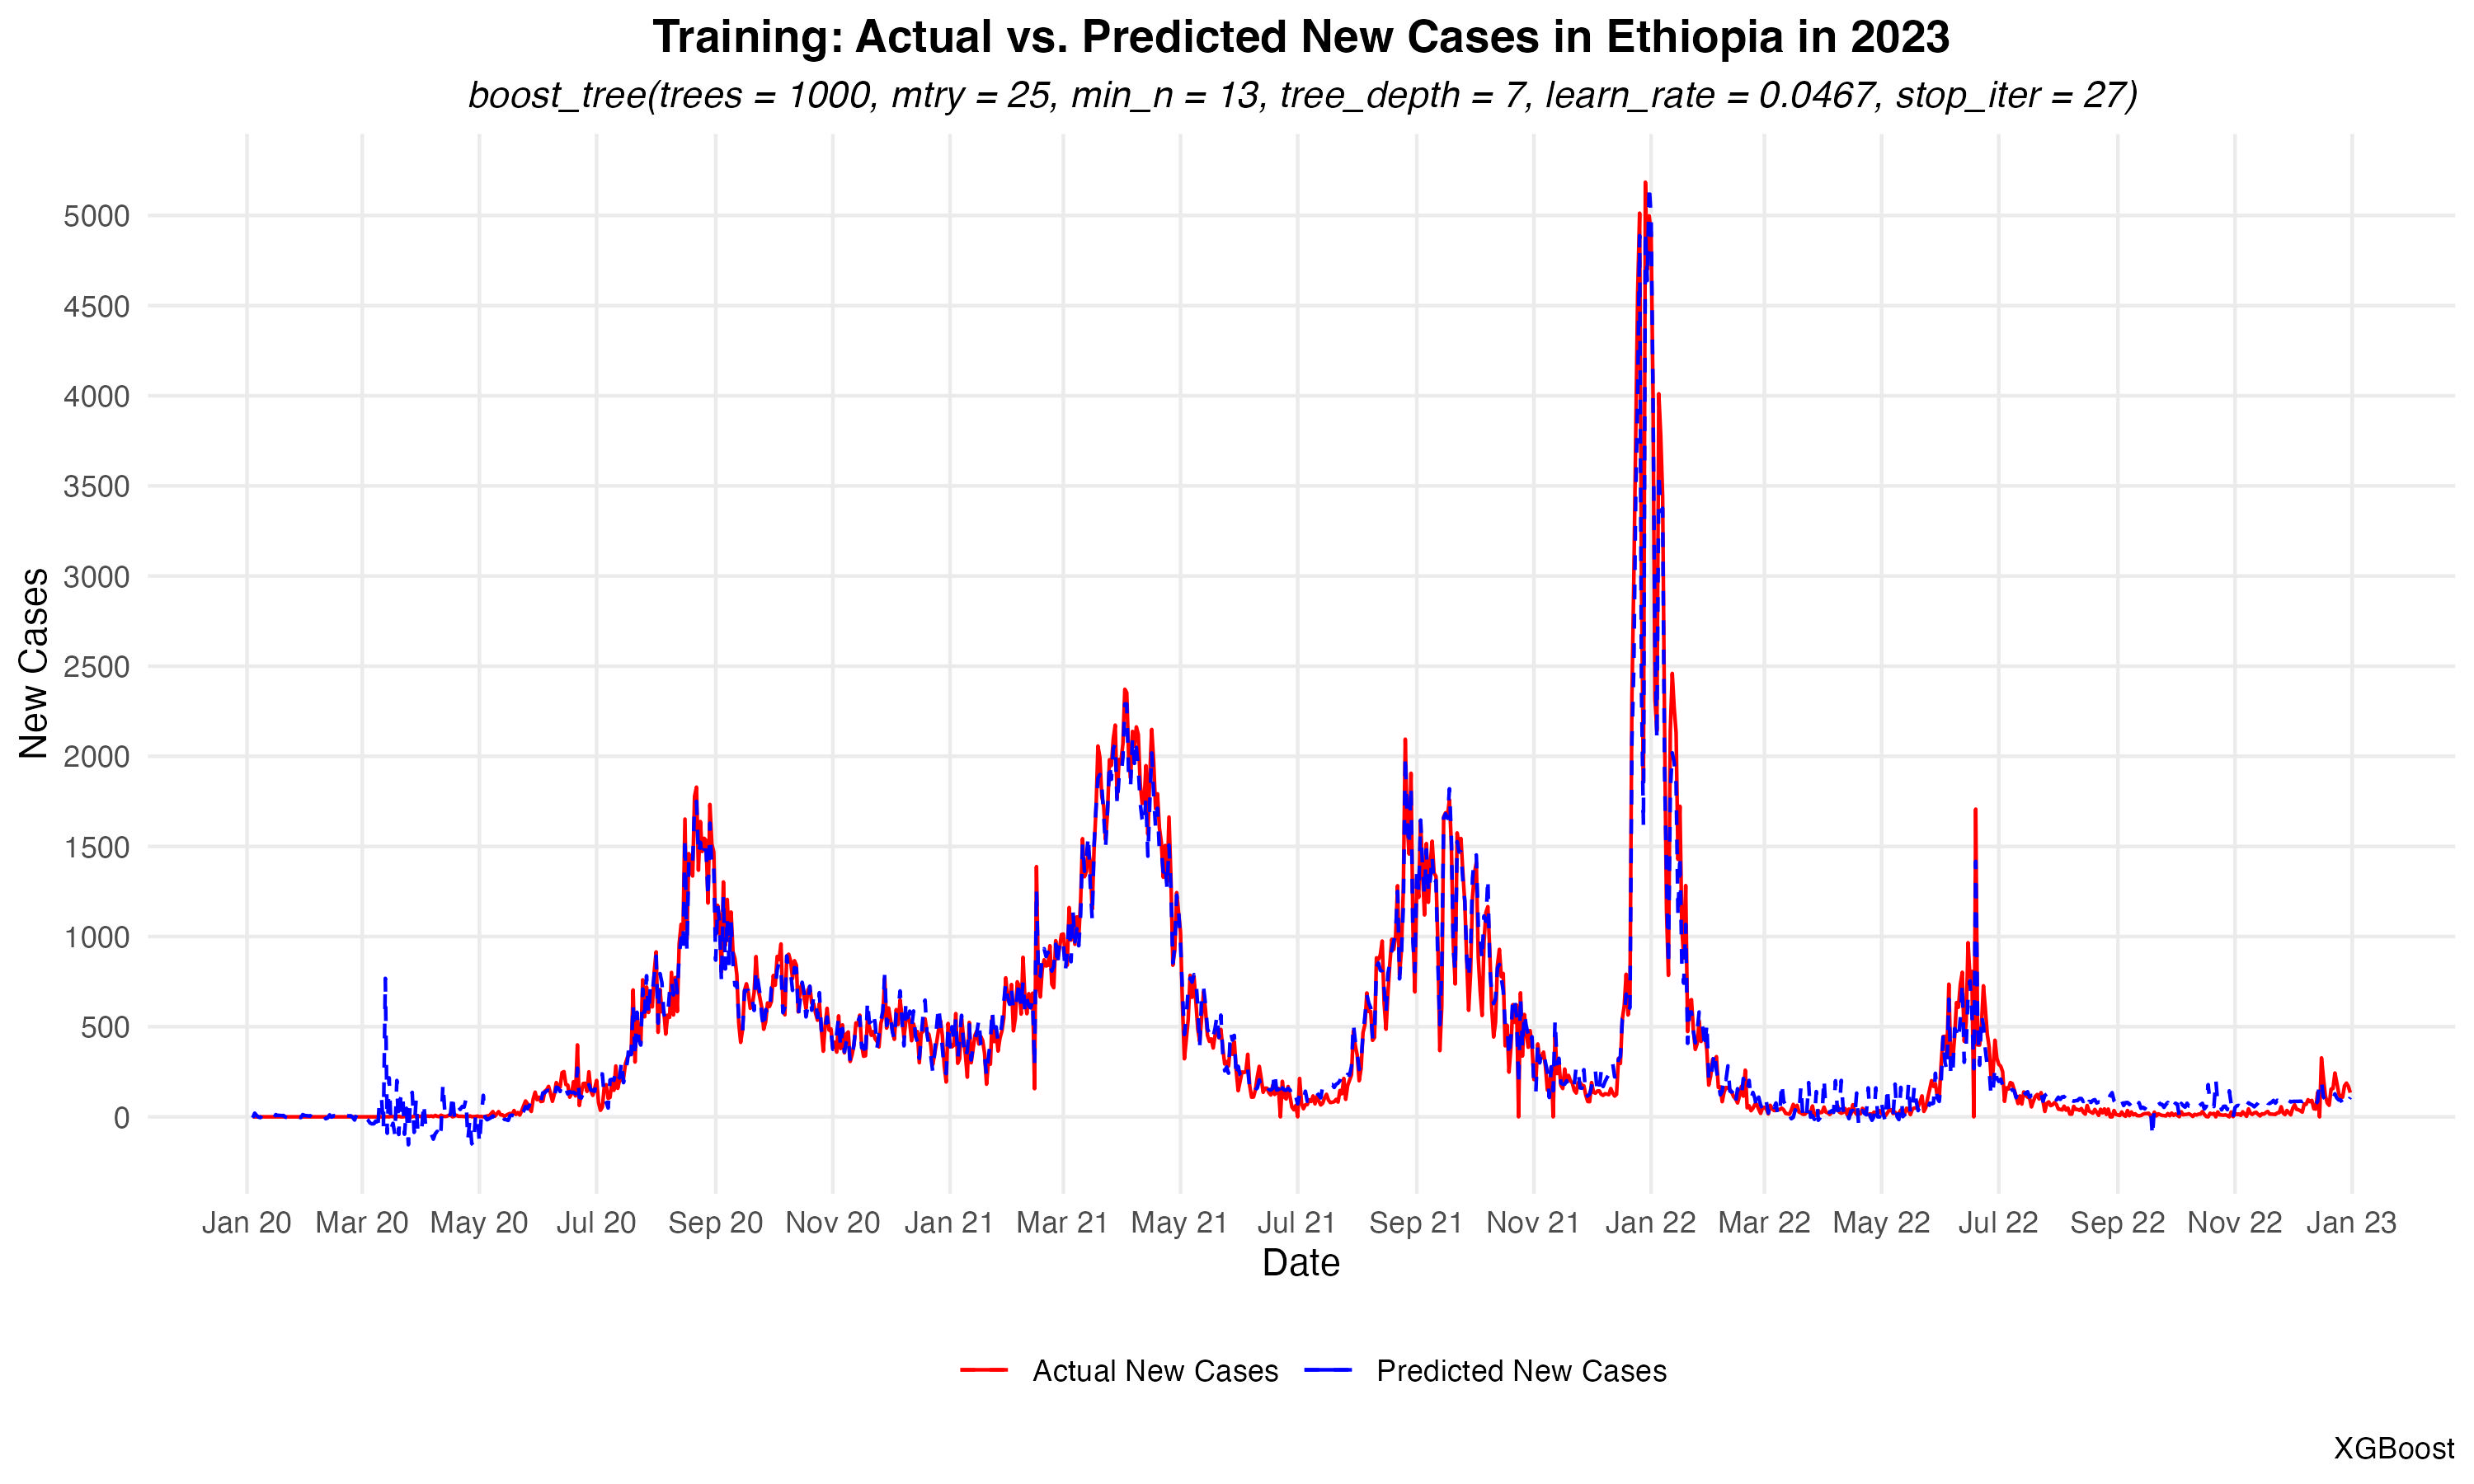 Training: Actual vs. Predicted New Cases in Ethiopia in 2023
boost_tree(trees = 1000, mtry = 25, min_n = 13, tree_depth = 7, learn_rate = 0.0467, stop_iter = 27)
New Cases
5000
4500
4000
3500
3000
2500
2000
1500
1000
500
0
Jan 20 Mar 20 May 20 Jul 20 Sep 20 Nov 20 Jan 21 Mar 21 May 21 Jul 21 Sep 21 Nov 21 Jan 22 Mar 22 May 22 Jul 22 Sep 22 Nov 22 Jan 23
Date
Actual New Cases Predicted New Cases
XGBoost